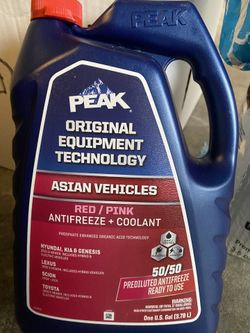 PEAK
ORIGINAL
EQUIPMENT
TECHNOLOGY
ASIAN VEHICLES
RED / PINK
ANTIFREEZE + COOLANT
PHOSPHATE ENHANCED ORGANIC ACID TECHNOLOGY
HYUNDAI, KIA & GENESIS
LEXUS
SCION
TOYOTA
50/50
PREDILUTED ANTIFREEZE
READY TO USE
WARNING:
One U.S. Gal (3.78 L)